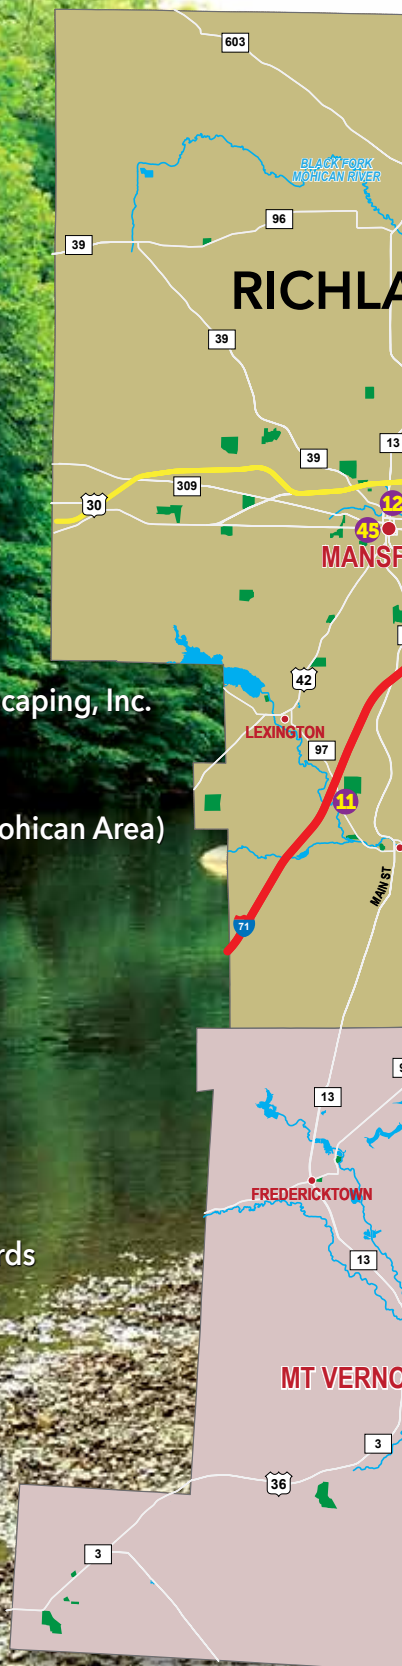 603
BLACK FORK
MOHICAN RIVER
96
39
RICHLA
39
13
39
309
12
30
45
MANSF
42
caping, Inc.
LEXINGTON
97
11
ohican Area)
MAIN ST
71
13
FREDERICKTOWN
rds
13
MT VERNO
3
36
3